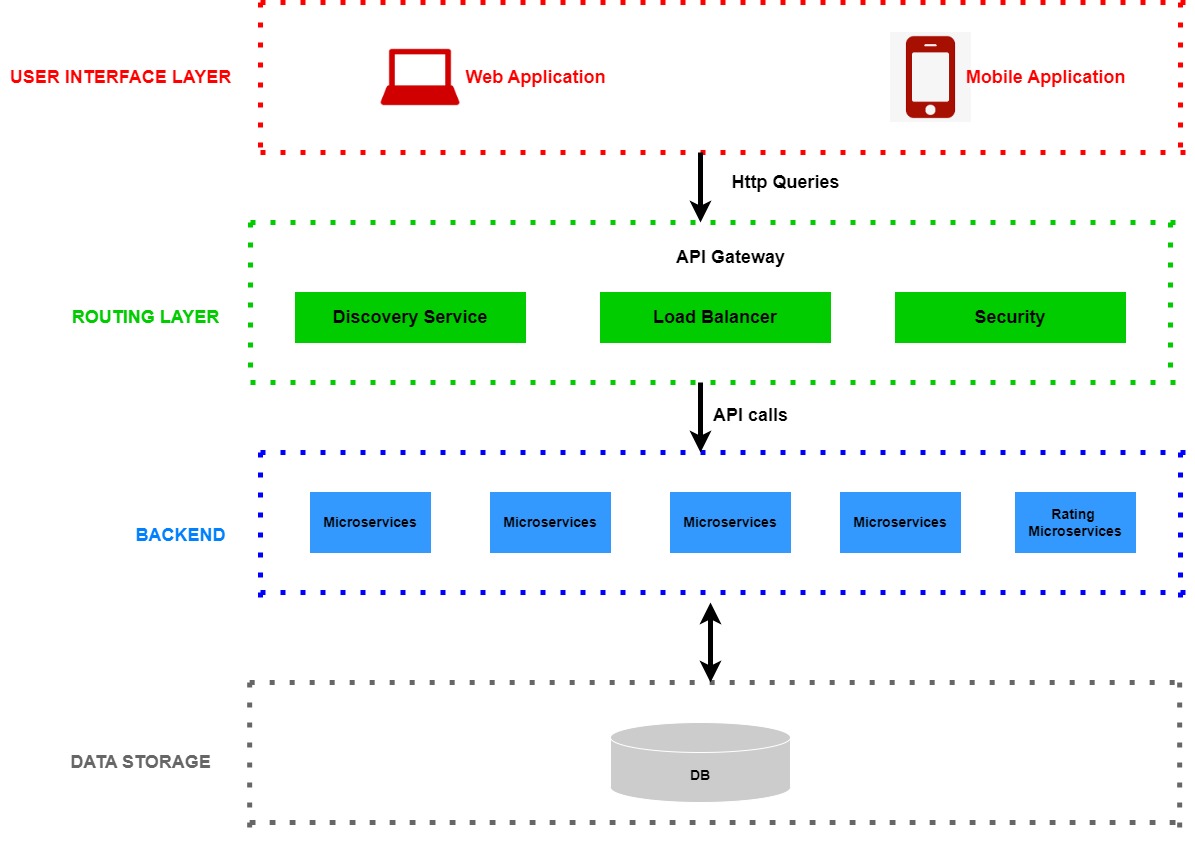 USER INTERFACE LAYER
Web Application
Mobile Application
Http Queries
API Gateway
ROUTING LAYER
Discovery Service
Load Balancer
Security
API calls
BACKEND
Microservices
Microservices
Microservices
Microservices
Rating
Microservices
DATA STORAGE
DB